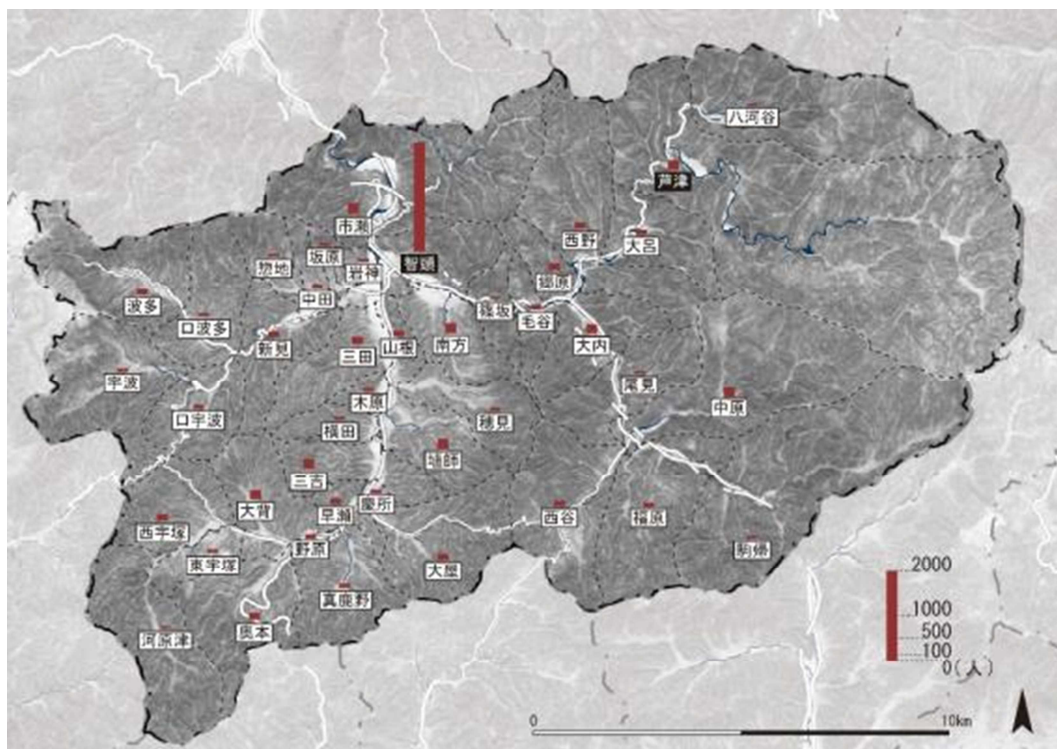 八河谷
芦津
市瀬
西野
大呂
坂原
智頭
惣地
岩神
郷原
中田
波多
口波多
篠坂
毛谷
新見
三田
山根
南方
大内
宇波
尾見
木原
中原
口宇波
横田
穂見
埴師
三吉
大背
早瀬
慶所
西谷
福原
西宇塚
野原
東宇塚
大屋
駒帰
真鹿野
奥本
河原津
2000
1000
500
100
0(人)
0
10km